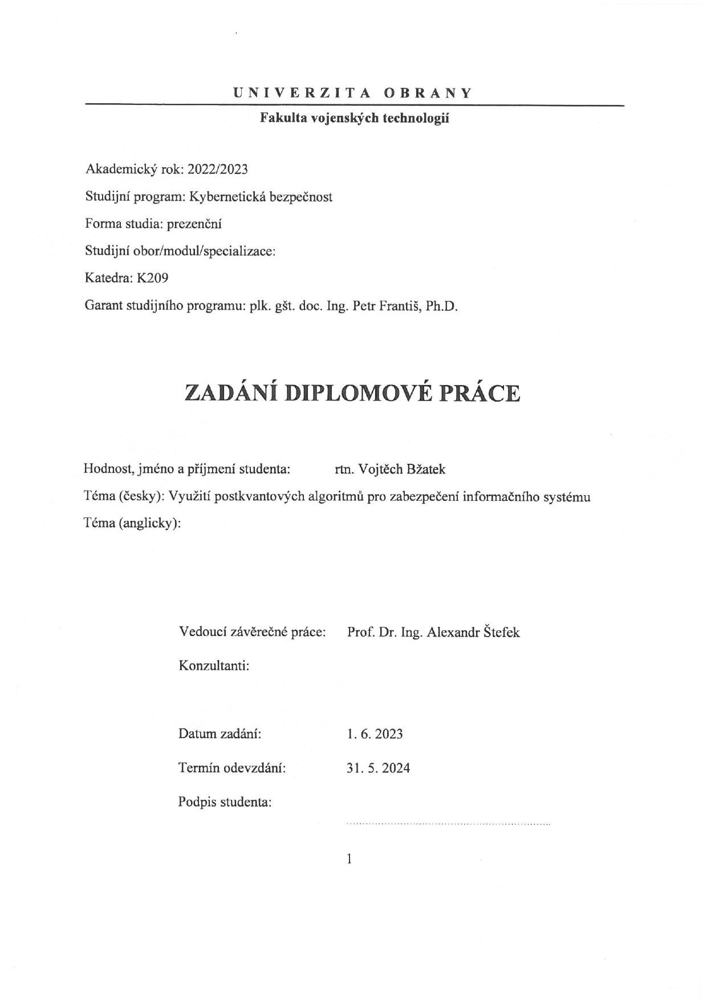 UNIVERZITA OBRANY
Fakulta vojenských technologií
Akademický rok: 2022/2023
Studijní program: Kybernetická bezpečnost
Forma studia: prezenční
Studijní obor/modul/specializace:
Katedra: K209
Garant studijního programu: plk. gšt. doc. Ing. Petr Františ, Ph.D.
ZADÁNÍ DIPLOMOVÉ PRÁCE
Hodnost, jméno a příjmení studenta: rtn. Vojtěch Bžatek
Téma (česky): Využití postkvantových algoritmů pro zabezpečení informačního systému
Téma (anglicky):
Vedoucí závěrečné práce: Prof. Dr. Ing. Alexandr Štefek
Konzultanti:
Datum zadání: 1. 6. 2023
Termín odevzdání: 31. 5. 2024
Podpis studenta:
1